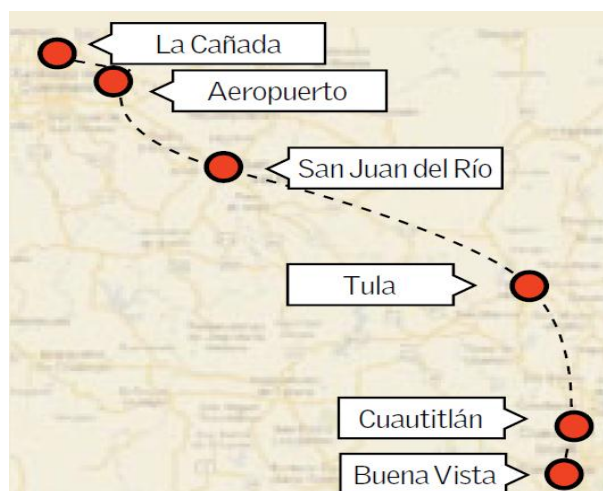 La Cañada
Aeropuerto
San Juan del Río
Tula
Cuautitlán
Buena Vista